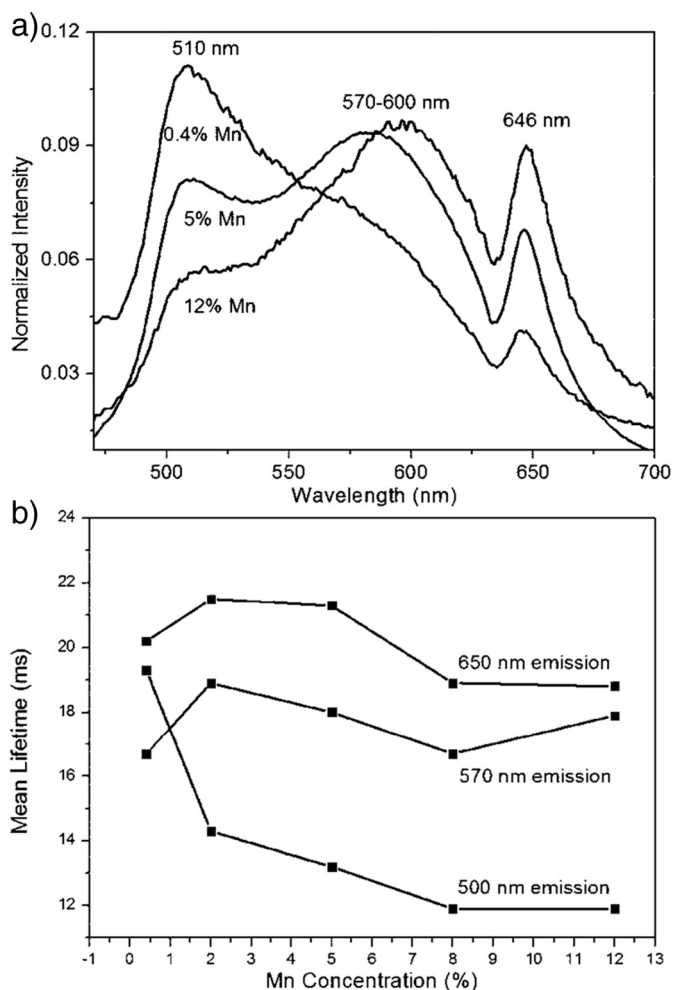 a)
0.12
0.09
0.06
0.03
Normalized Intensity
510 nm
570-600 nm
646 nm
0.4% Mn
5% Mn
12% Mn
500 550 600 650 700
Wavelength (nm)
b)
24
22
20
18
16
14
12
Mean Lifetime (ms)
650 nm emission
570 nm emission
500 nm emission
-1 0 1 2 3 4 5 6 7 8 9 10 11 12 13
Mn Concentration (%)